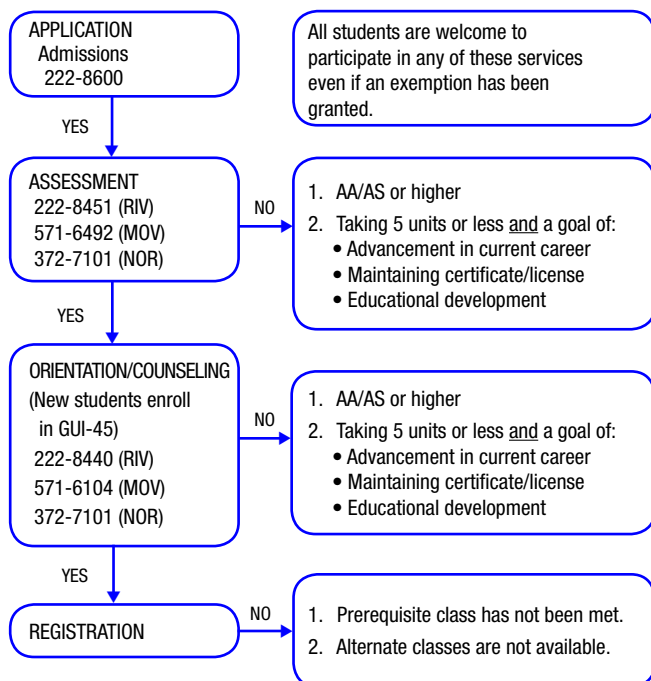 APPLICATION
Admissions
222-8600
All students are welcome to
participate in any of these services
even if an exemption has been
granted.
YES
ASSESSMENT
222-8451 (RIV)
571-6492 (MOV)
372-7101 (NOR)
NO
1. AA/AS or higher
2. Taking 5 units or less and a goal of:
• Advancement in current career
• Maintaining certificate/license
• Educational development
YES
ORIENTATION/COUNSELING
(New students enroll
in GUI-45)
222-8440 (RIV)
571-6104 (MOV)
372-7101 (NOR)
NO
1. AA/AS or higher
2. Taking 5 units or less and a goal of:
• Advancement in current career
• Maintaining certificate/license
• Educational development
YES
REGISTRATION
NO
1. Prerequisite class has not been met.
2. Alternate classes are not available.